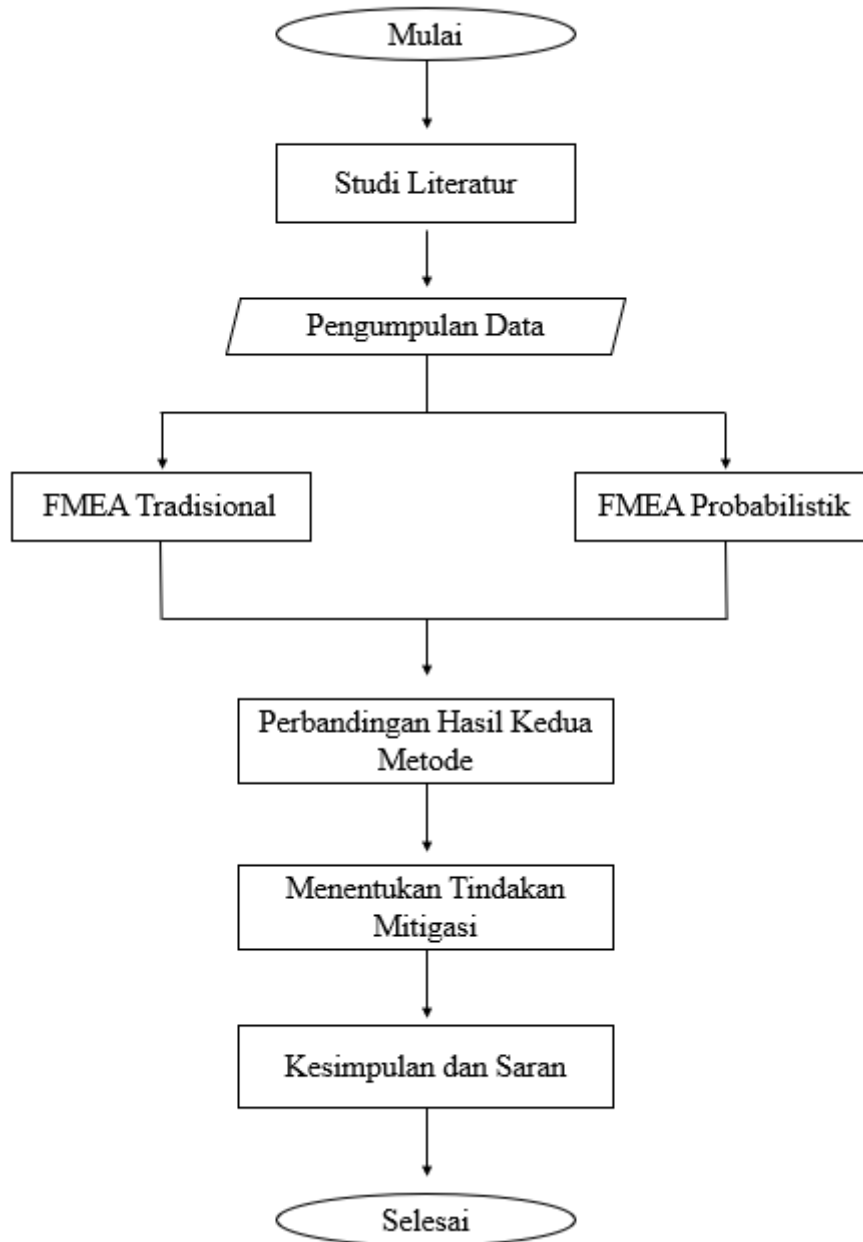 Mulai
Studi Literatur
Pengumpulan Data
FMEA Tradisional
FMEA Probabilistik
Perbandingan Hasil Kedua
Metode
Menentukan Tindakan
Mitigasi
Kesimpulan dan Saran
Selesai